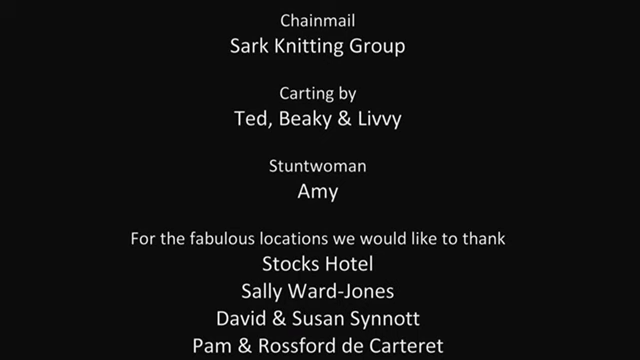 Chainmail
Sark Knitting Group
Carting by
Ted, Beaky & Livvy
Stuntwoman
Amy
For the fabulous locations we would like to thank
Stocks Hotel
Sally Ward-Jones
David & Susan Synnott
Pam & Rossford de Carteret